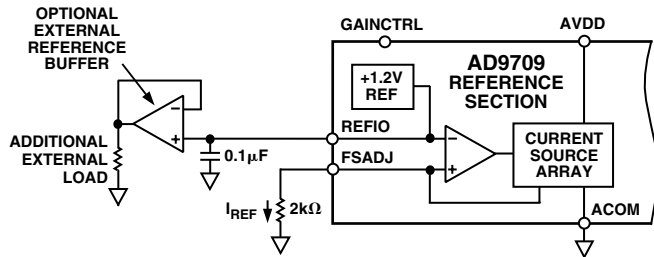 OPTIONAL
EXTERNAL
REFERENCE
BUFFER
ADDITIONAL
EXTERNAL
LOAD
0.1µF
IREF
2kΩ
GAINCTRL
AVDD
+1.2V
REF
AD9709
REFERENCE
SECTION
REFIO
FSADJ
CURRENT
SOURCE
ARRAY
ACOM
−
+
−
+